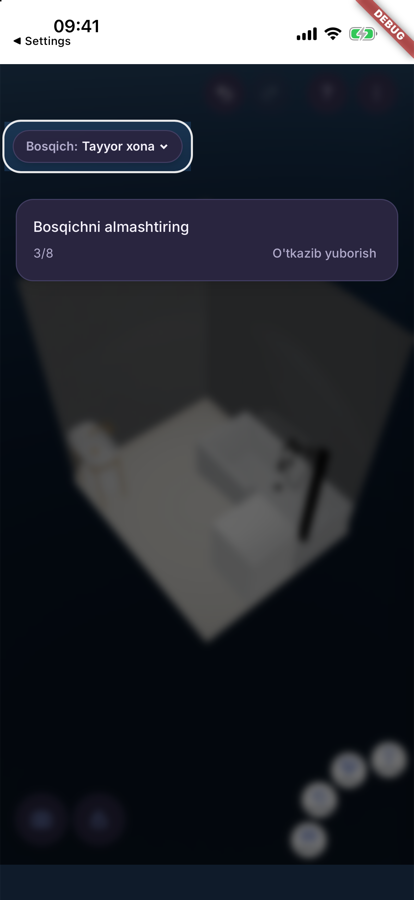 09:41
◀ Settings
DEBUG
Bosqich: Tayyor xona
Bosqichni almashtiring
3/8
O'tkazib yuborish